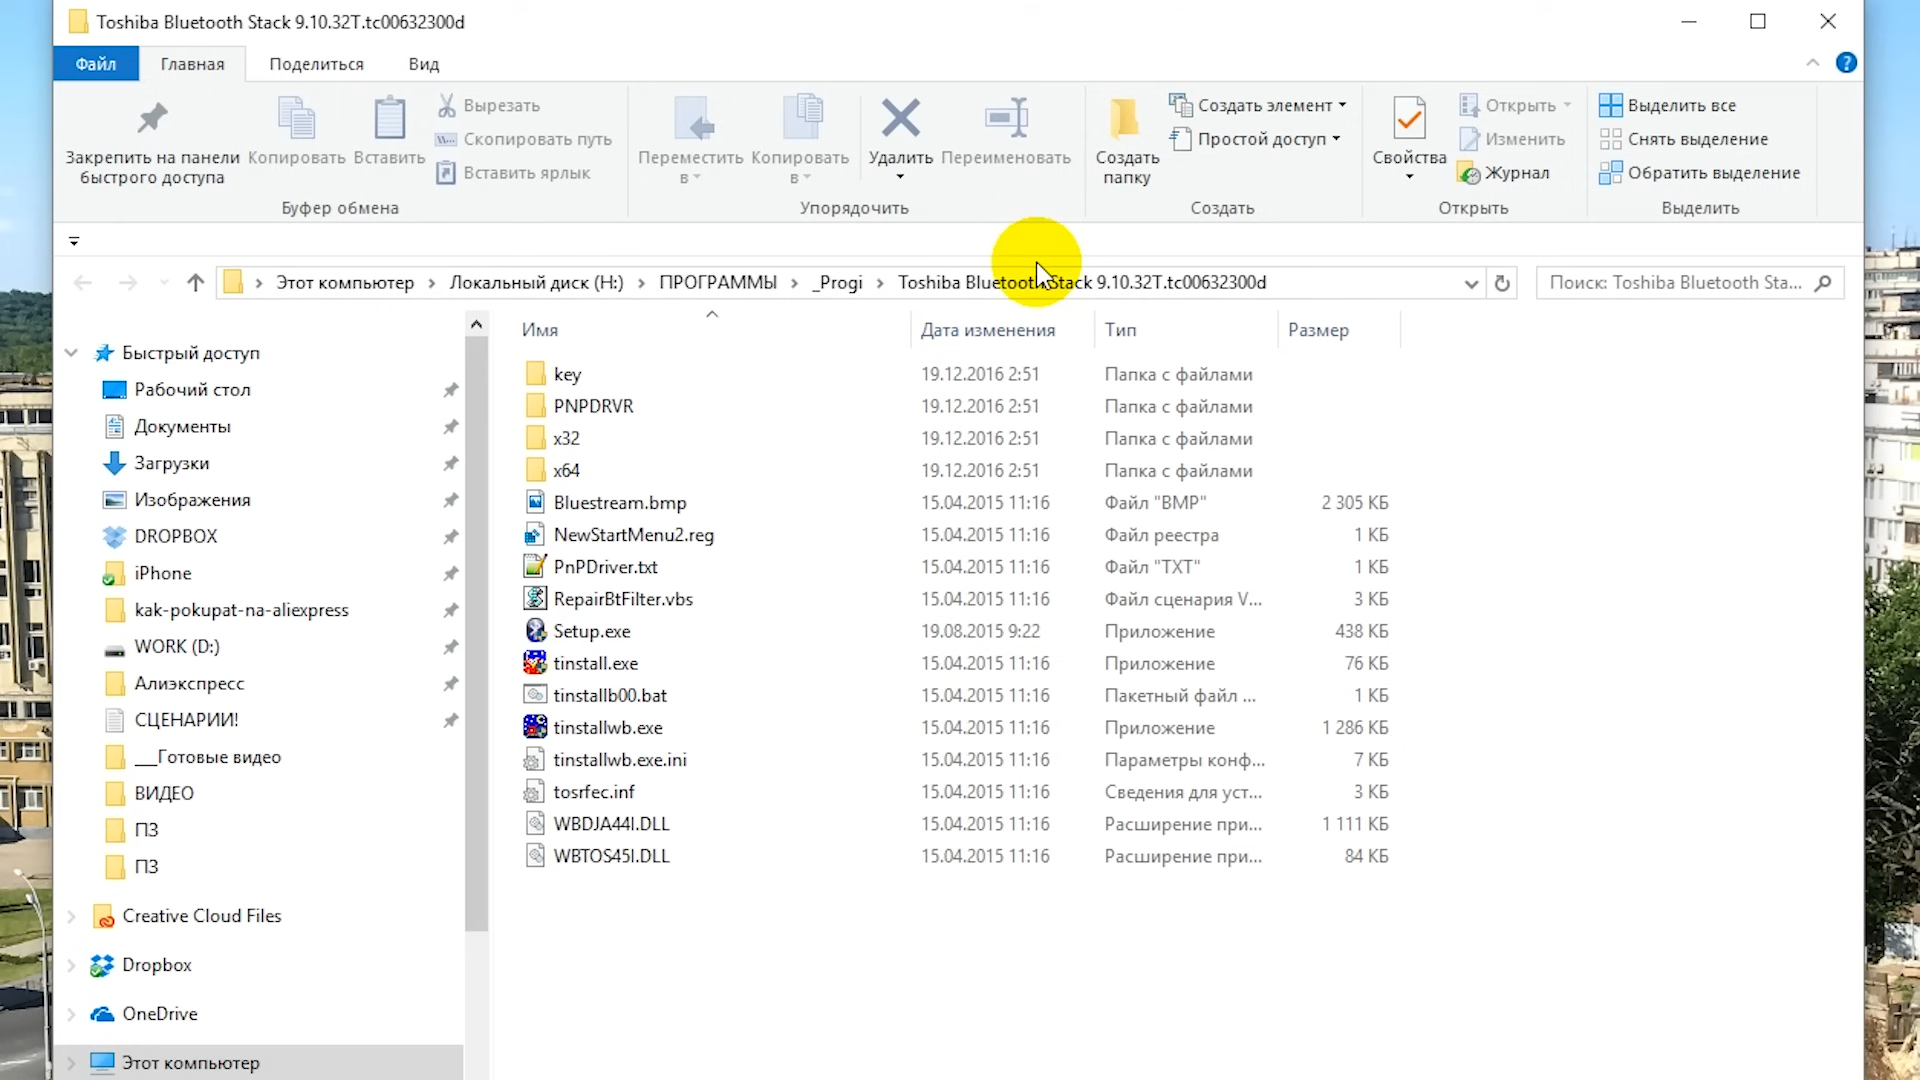 Toshiba Bluetooth Stack 9.10.32T.tc00632300d
Файл Главная Поделиться Вид
Закрепить на панели быстрого доступа
Копировать
Вставить
Вырезать
Скопировать путь
Вставить ярлык
Буфер обмена
Переместить в
Копировать в
Удалить
Переименовать
Упорядочить
Создать папку
Создать элемент
Простой доступ
Создать
Свойства
Открыть
Изменить
Журнал
Открыть
Выделить все
Снять выделение
Обратить выделение
Выделить
Этот компьютер › Локальный диск (H:) › ПРОГРАММЫ › _Progi › Toshiba Bluetooth Stack 9.10.32T.tc00632300d
Поиск: Toshiba Bluetooth Sta...
Быстрый доступ
Рабочий стол
Документы
Загрузки
Изображения
DROPBOX
iPhone
kak-pokupat-na-aliexpress
WORK (D:)
Алиэкспресс
СЦЕНАРИИ!
___Готовые видео
ВИДЕО
ПЗ
ПЗ
Creative Cloud Files
Dropbox
OneDrive
Этот компьютер
Имя Дата изменения Тип Размер
key 19.12.2016 2:51 Папка с файлами
PNPDRVR 19.12.2016 2:51 Папка с файлами
x32 19.12.2016 2:51 Папка с файлами
x64 19.12.2016 2:51 Папка с файлами
Bluestream.bmp 15.04.2015 11:16 Файл "BMP" 2 305 КБ
NewStartMenu2.reg 15.04.2015 11:16 Файл реестра 1 КБ
PnPDriver.txt 15.04.2015 11:16 Файл "TXT" 1 КБ
RepairBtFilter.vbs 15.04.2015 11:16 Файл сценария V... 3 КБ
Setup.exe 19.08.2015 9:22 Приложение 438 КБ
tinstall.exe 15.04.2015 11:16 Приложение 76 КБ
tinstallb00.bat 15.04.2015 11:16 Пакетный файл ... 1 КБ
tinstallwb.exe 15.04.2015 11:16 Приложение 1 286 КБ
tinstallwb.exe.ini 15.04.2015 11:16 Параметры конф... 7 КБ
tosrfec.inf 15.04.2015 11:16 Сведения для уст... 3 КБ
WBDJA44I.DLL 15.04.2015 11:16 Расширение при... 1 111 КБ
WBTOS45I.DLL 15.04.2015 11:16 Расширение при... 84 КБ